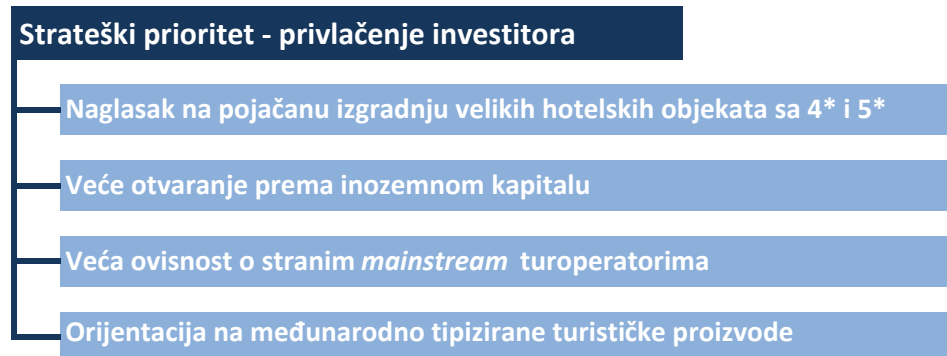 Strateški prioritet - privlačenje investitora
Naglasak na pojačanu izgradnju velikih hotelskih objekata sa 4* i 5*
Veće otvaranje prema inozemnom kapitalu
Veća ovisnost o stranim mainstream turoperatorima
Orijentacija na međunarodno tipizirane turističke proizvode